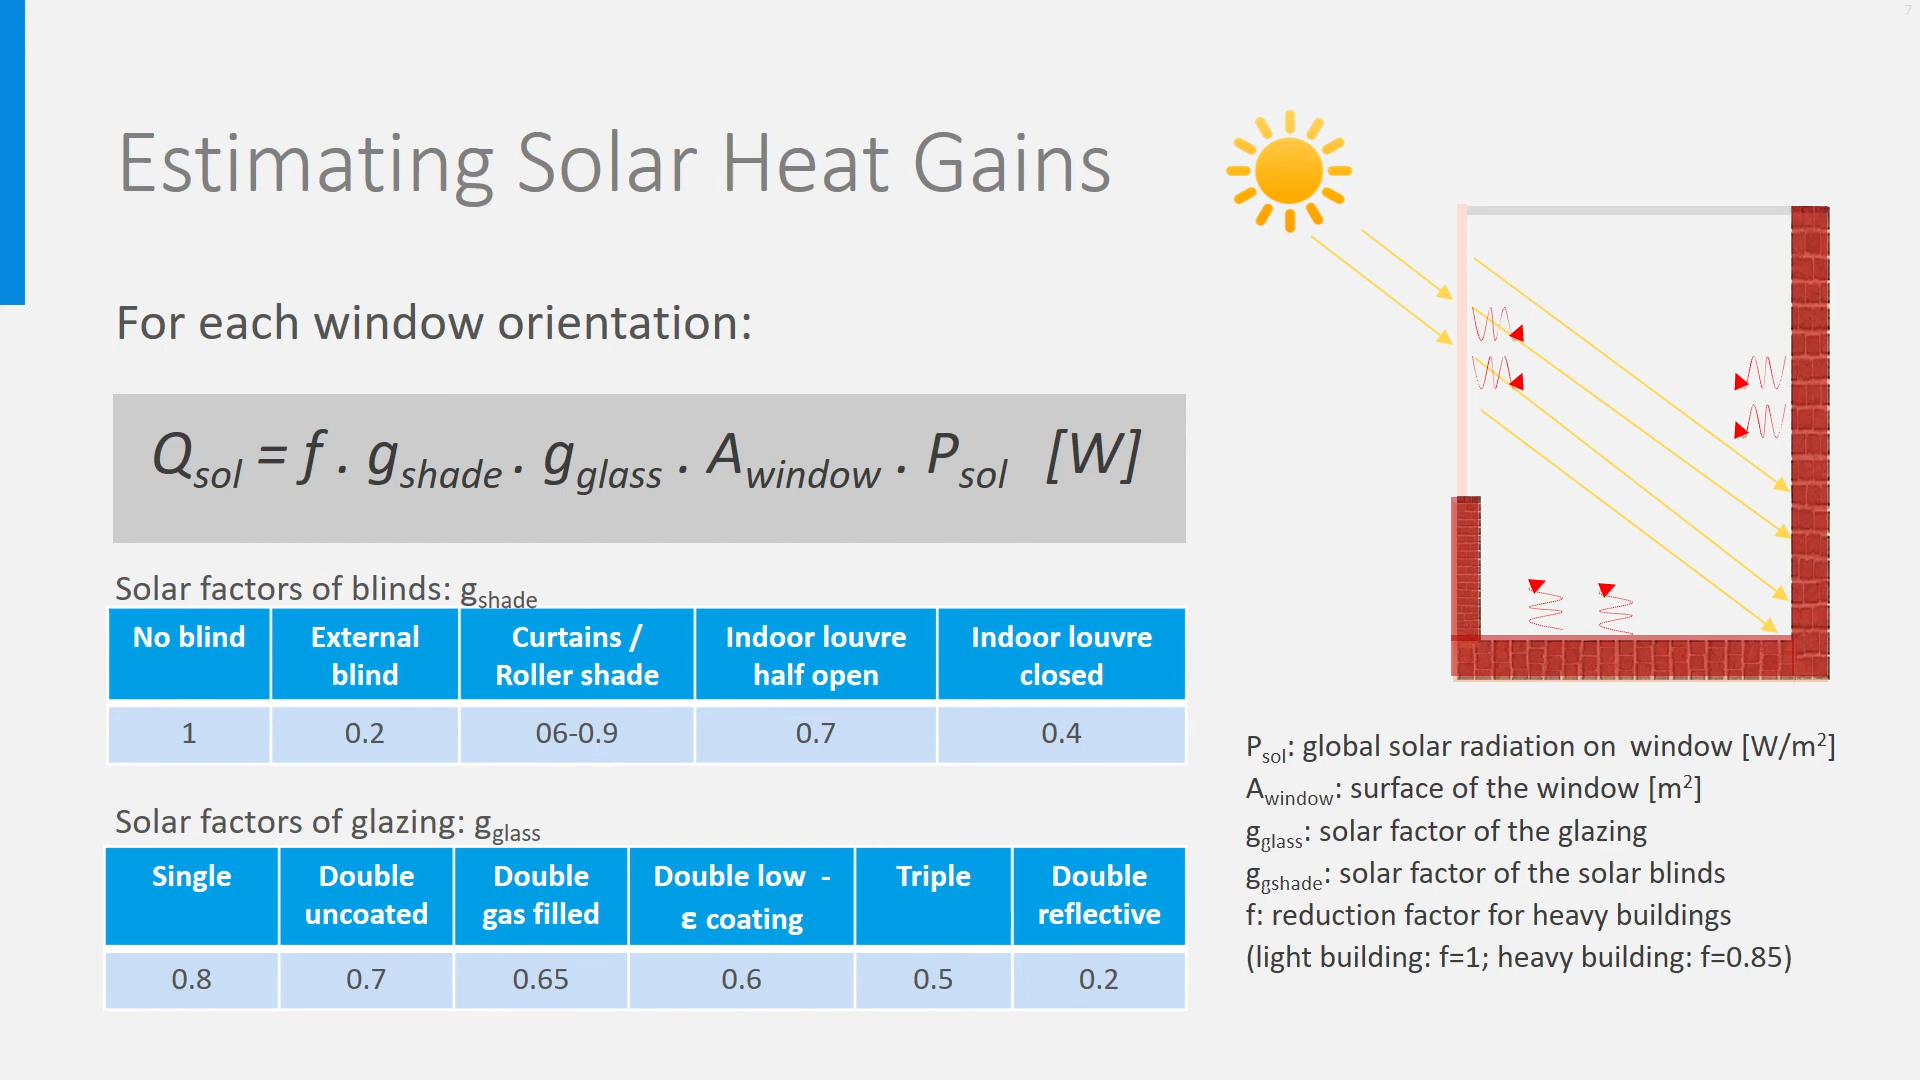 7
Estimating Solar Heat Gains
For each window orientation:
Qsol = f . gshade . gglass . Awindow . Psol [W]
Solar factors of blinds: gshade
No blind External blind Curtains / Roller shade Indoor louvre half open Indoor louvre closed
1 0.2 06-0.9 0.7 0.4
Solar factors of glazing: gglass
Single Double uncoated Double gas filled Double low - ε coating Triple Double reflective
0.8 0.7 0.65 0.6 0.5 0.2
Psol: global solar radiation on window [W/m2]
Awindow: surface of the window [m2]
gglass: solar factor of the glazing
ggshade: solar factor of the solar blinds
f: reduction factor for heavy buildings
(light building: f=1; heavy building: f=0.85)